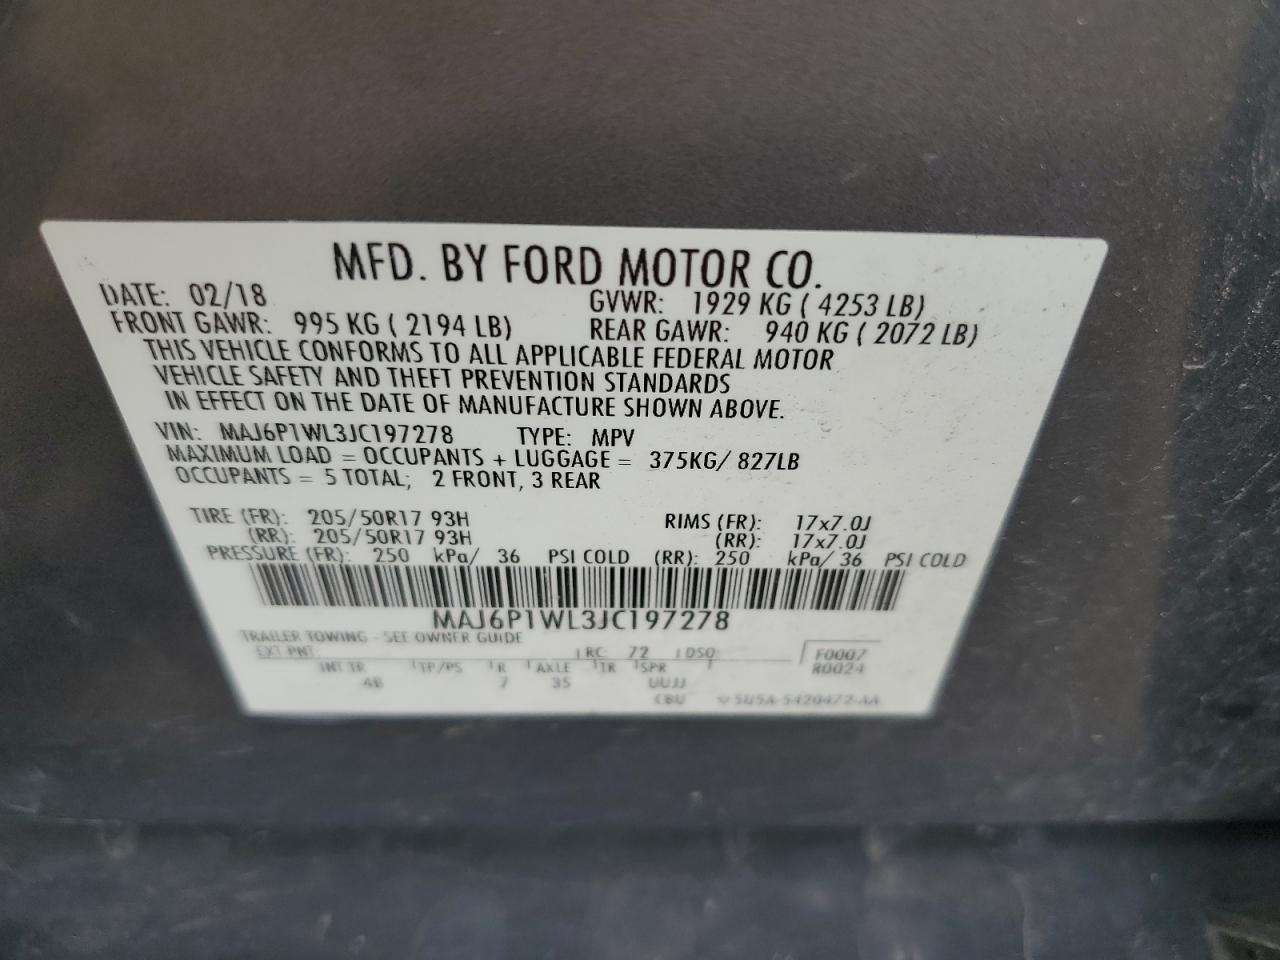 MFD. BY FORD MOTOR CO.
DATE: 02/18 GVWR: 1929 KG ( 4253 LB)
FRONT GAWR: 995 KG ( 2194 LB) REAR GAWR: 940 KG ( 2072 LB)
THIS VEHICLE CONFORMS TO ALL APPLICABLE FEDERAL MOTOR
VEHICLE SAFETY AND THEFT PREVENTION STANDARDS
IN EFFECT ON THE DATE OF MANUFACTURE SHOWN ABOVE.
VIN: MAJ6P1WL3JC197278 TYPE: MPV
MAXIMUM LOAD = OCCUPANTS + LUGGAGE = 375KG/ 827LB
OCCUPANTS = 5 TOTAL; 2 FRONT, 3 REAR
TIRE (FR): 205/50R17 93H RIMS (FR): 17x7.0J
(RR): 205/50R17 93H (RR): 17x7.0J
PRESSURE (FR): 250 kPa/ 36 PSI COLD (RR): 250 kPa/ 36 PSI COLD
MAJ6P1WL3JC197278
TRAILER TOWING - SEE OWNER GUIDE
EXT PNT: RC: 72 DSO: F0007
INT TR TP/PS R AXLE TR SPR R0024
4B 7 35 UUJJ
CBU 5U5A-5420472-AA